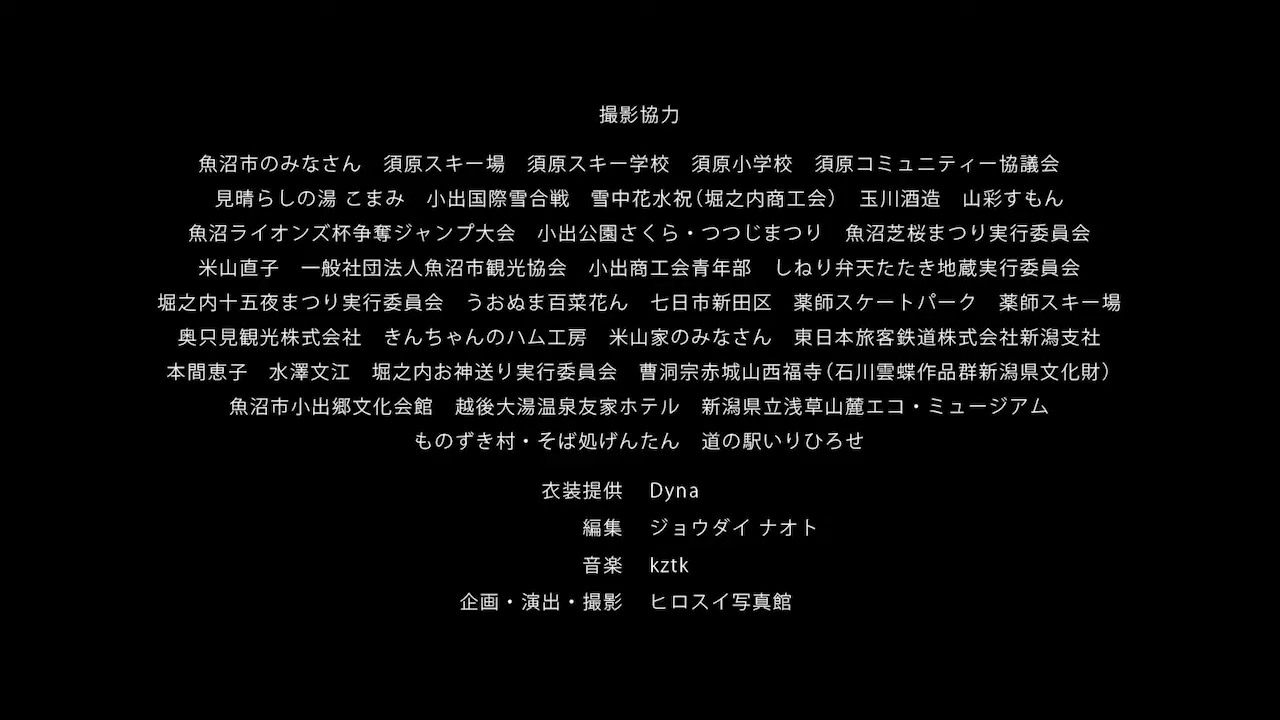 撮影協力
魚沼市のみなさん　須原スキー場　須原スキー学校　須原小学校　須原コミュニティー協議会
見晴らしの湯 こまみ　小出国際雪合戦　雪中花水祝（堀之内商工会）　玉川酒造　山彩すもん
魚沼ライオンズ杯争奪ジャンプ大会　小出公園さくら・つつじまつり　魚沼芝桜まつり実行委員会
米山直子　一般社団法人魚沼市観光協会　小出商工会青年部　しねり弁天たたき地蔵実行委員会
堀之内十五夜まつり実行委員会　うおぬま百菜花ん　七日市新田区　薬師スケートパーク　薬師スキー場
奥只見観光株式会社　きんちゃんのハム工房　米山家のみなさん　東日本旅客鉄道株式会社新潟支社
本間恵子　水澤文江　堀之内お神送り実行委員会　曹洞宗赤城山西福寺（石川雲蝶作品群新潟県文化財）
魚沼市小出郷文化会館　越後大湯温泉友家ホテル　新潟県立浅草山麓エコ・ミュージアム
ものずき村・そば処げんたん　道の駅いりひろせ
衣装提供　Dyna
編集　ジョウダイ ナオト
音楽　kztk
企画・演出・撮影　ヒロスイ写真館